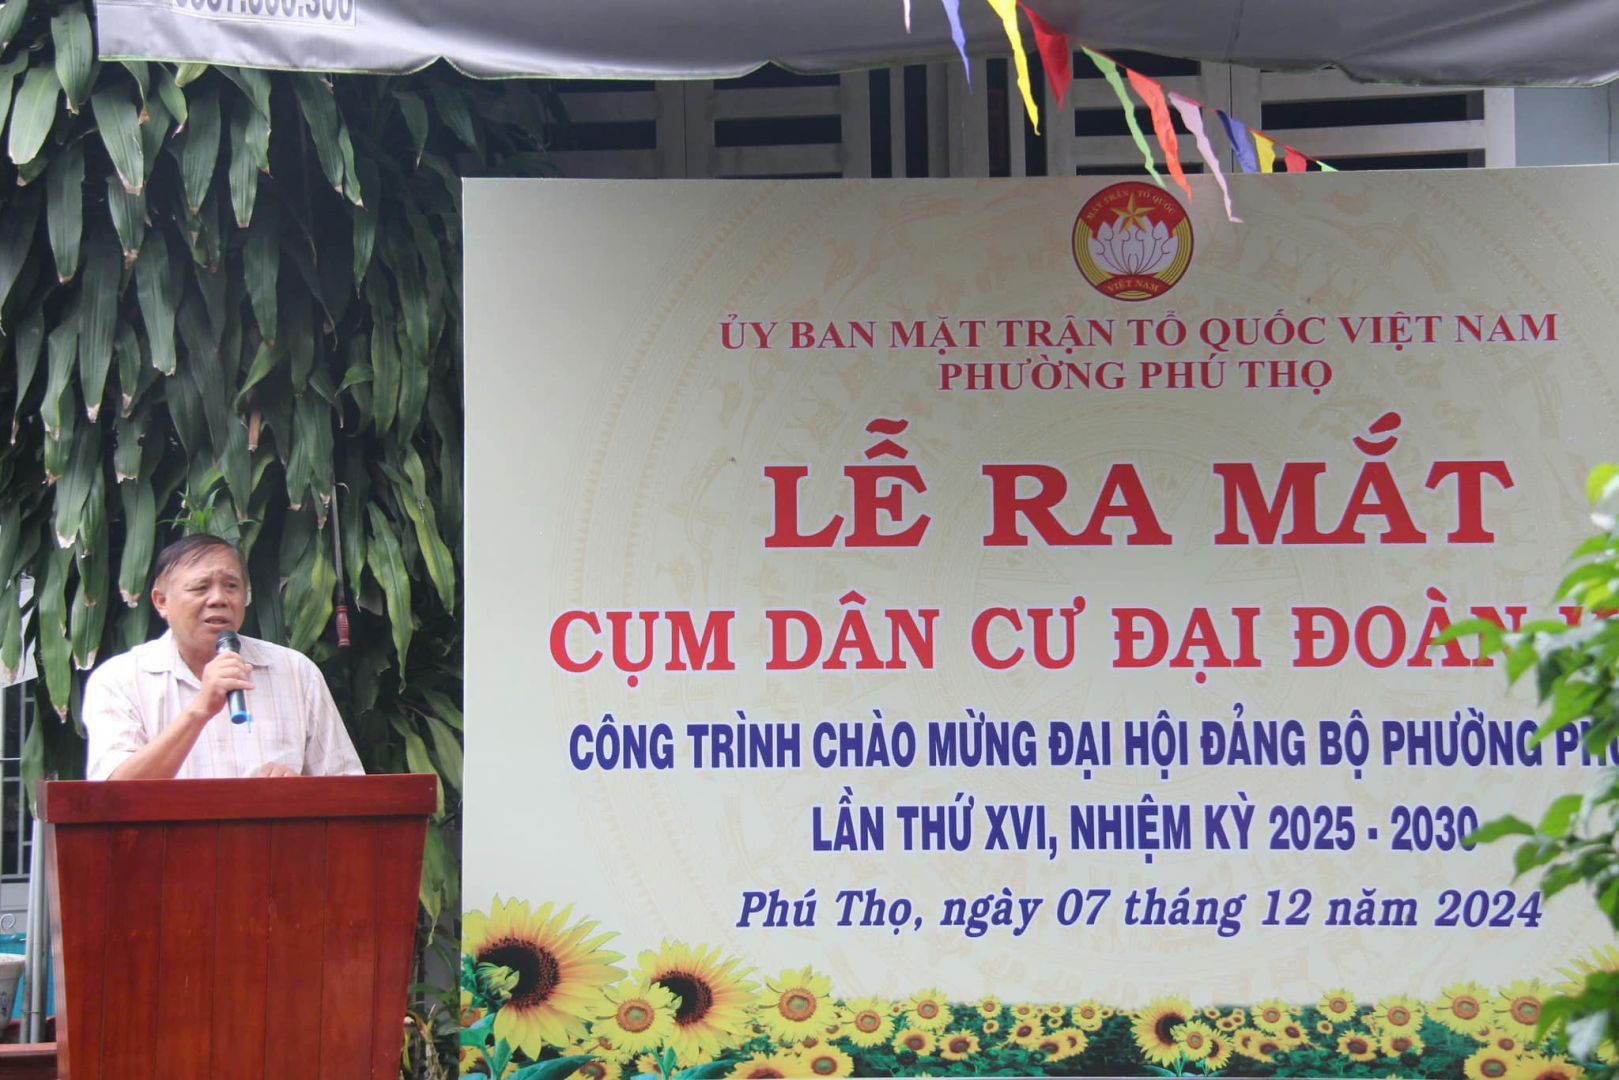 MẶT TRẬN TỔ QUỐC
VIỆT NAM
ỦY BAN MẶT TRẬN TỔ QUỐC VIỆT NAM
PHƯỜNG PHÚ THỌ
LỄ RA MẮT
CỤM DÂN CƯ ĐẠI ĐOÀN
CÔNG TRÌNH CHÀO MỪNG ĐẠI HỘI ĐẢNG BỘ PHƯỜNG
LẦN THỨ XVI, NHIỆM KỲ 2025 - 2030
Phú Thọ, ngày 07 tháng 12 năm 2024